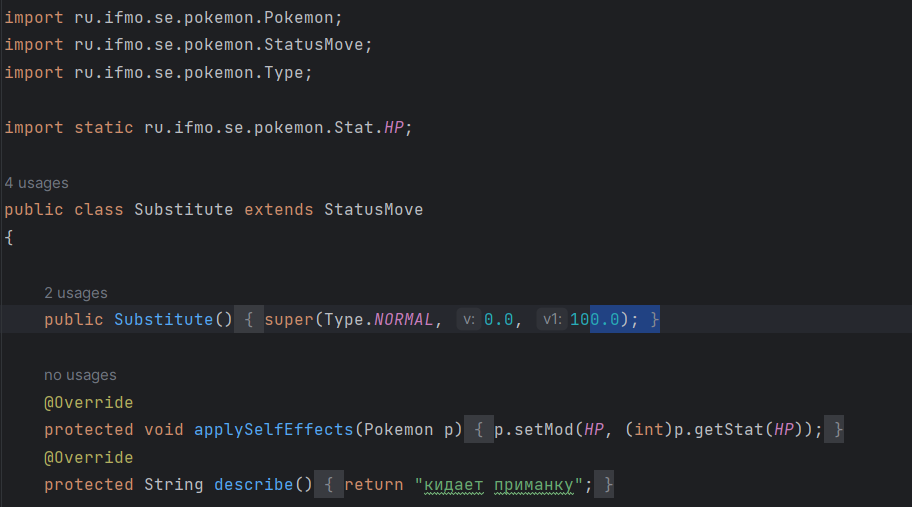 import ru.ifmo.se.pokemon.Pokemon;
import ru.ifmo.se.pokemon.StatusMove;
import ru.ifmo.se.pokemon.Type;
import static ru.ifmo.se.pokemon.Stat.HP;
4 usages
public class Substitute extends StatusMove
{
2 usages
public Substitute() { super(Type.NORMAL, v: 0.0, v1: 100.0); }
no usages
@Override
protected void applySelfEffects(Pokemon p) { p.setMod(HP, (int)p.getStat(HP)); }
@Override
protected String describe() { return "кидает приманку"; }